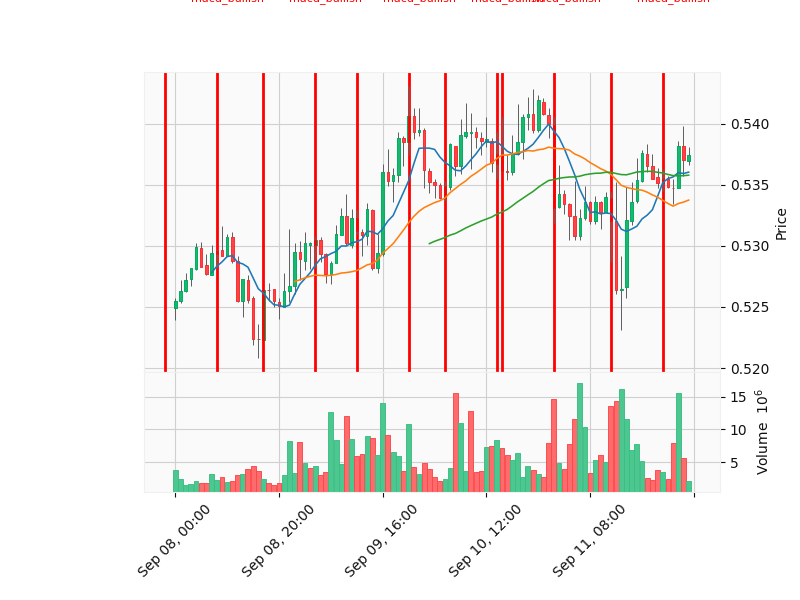 macd_bullish macd_bullish macd_bullish macd_bullish macd_bullish macd_bullish
0.540
0.535
0.530
0.525
0.520
Price
15
10
5
Volume 10^6
Sep 08, 00:00
Sep 08, 20:00
Sep 09, 16:00
Sep 10, 12:00
Sep 11, 08:00